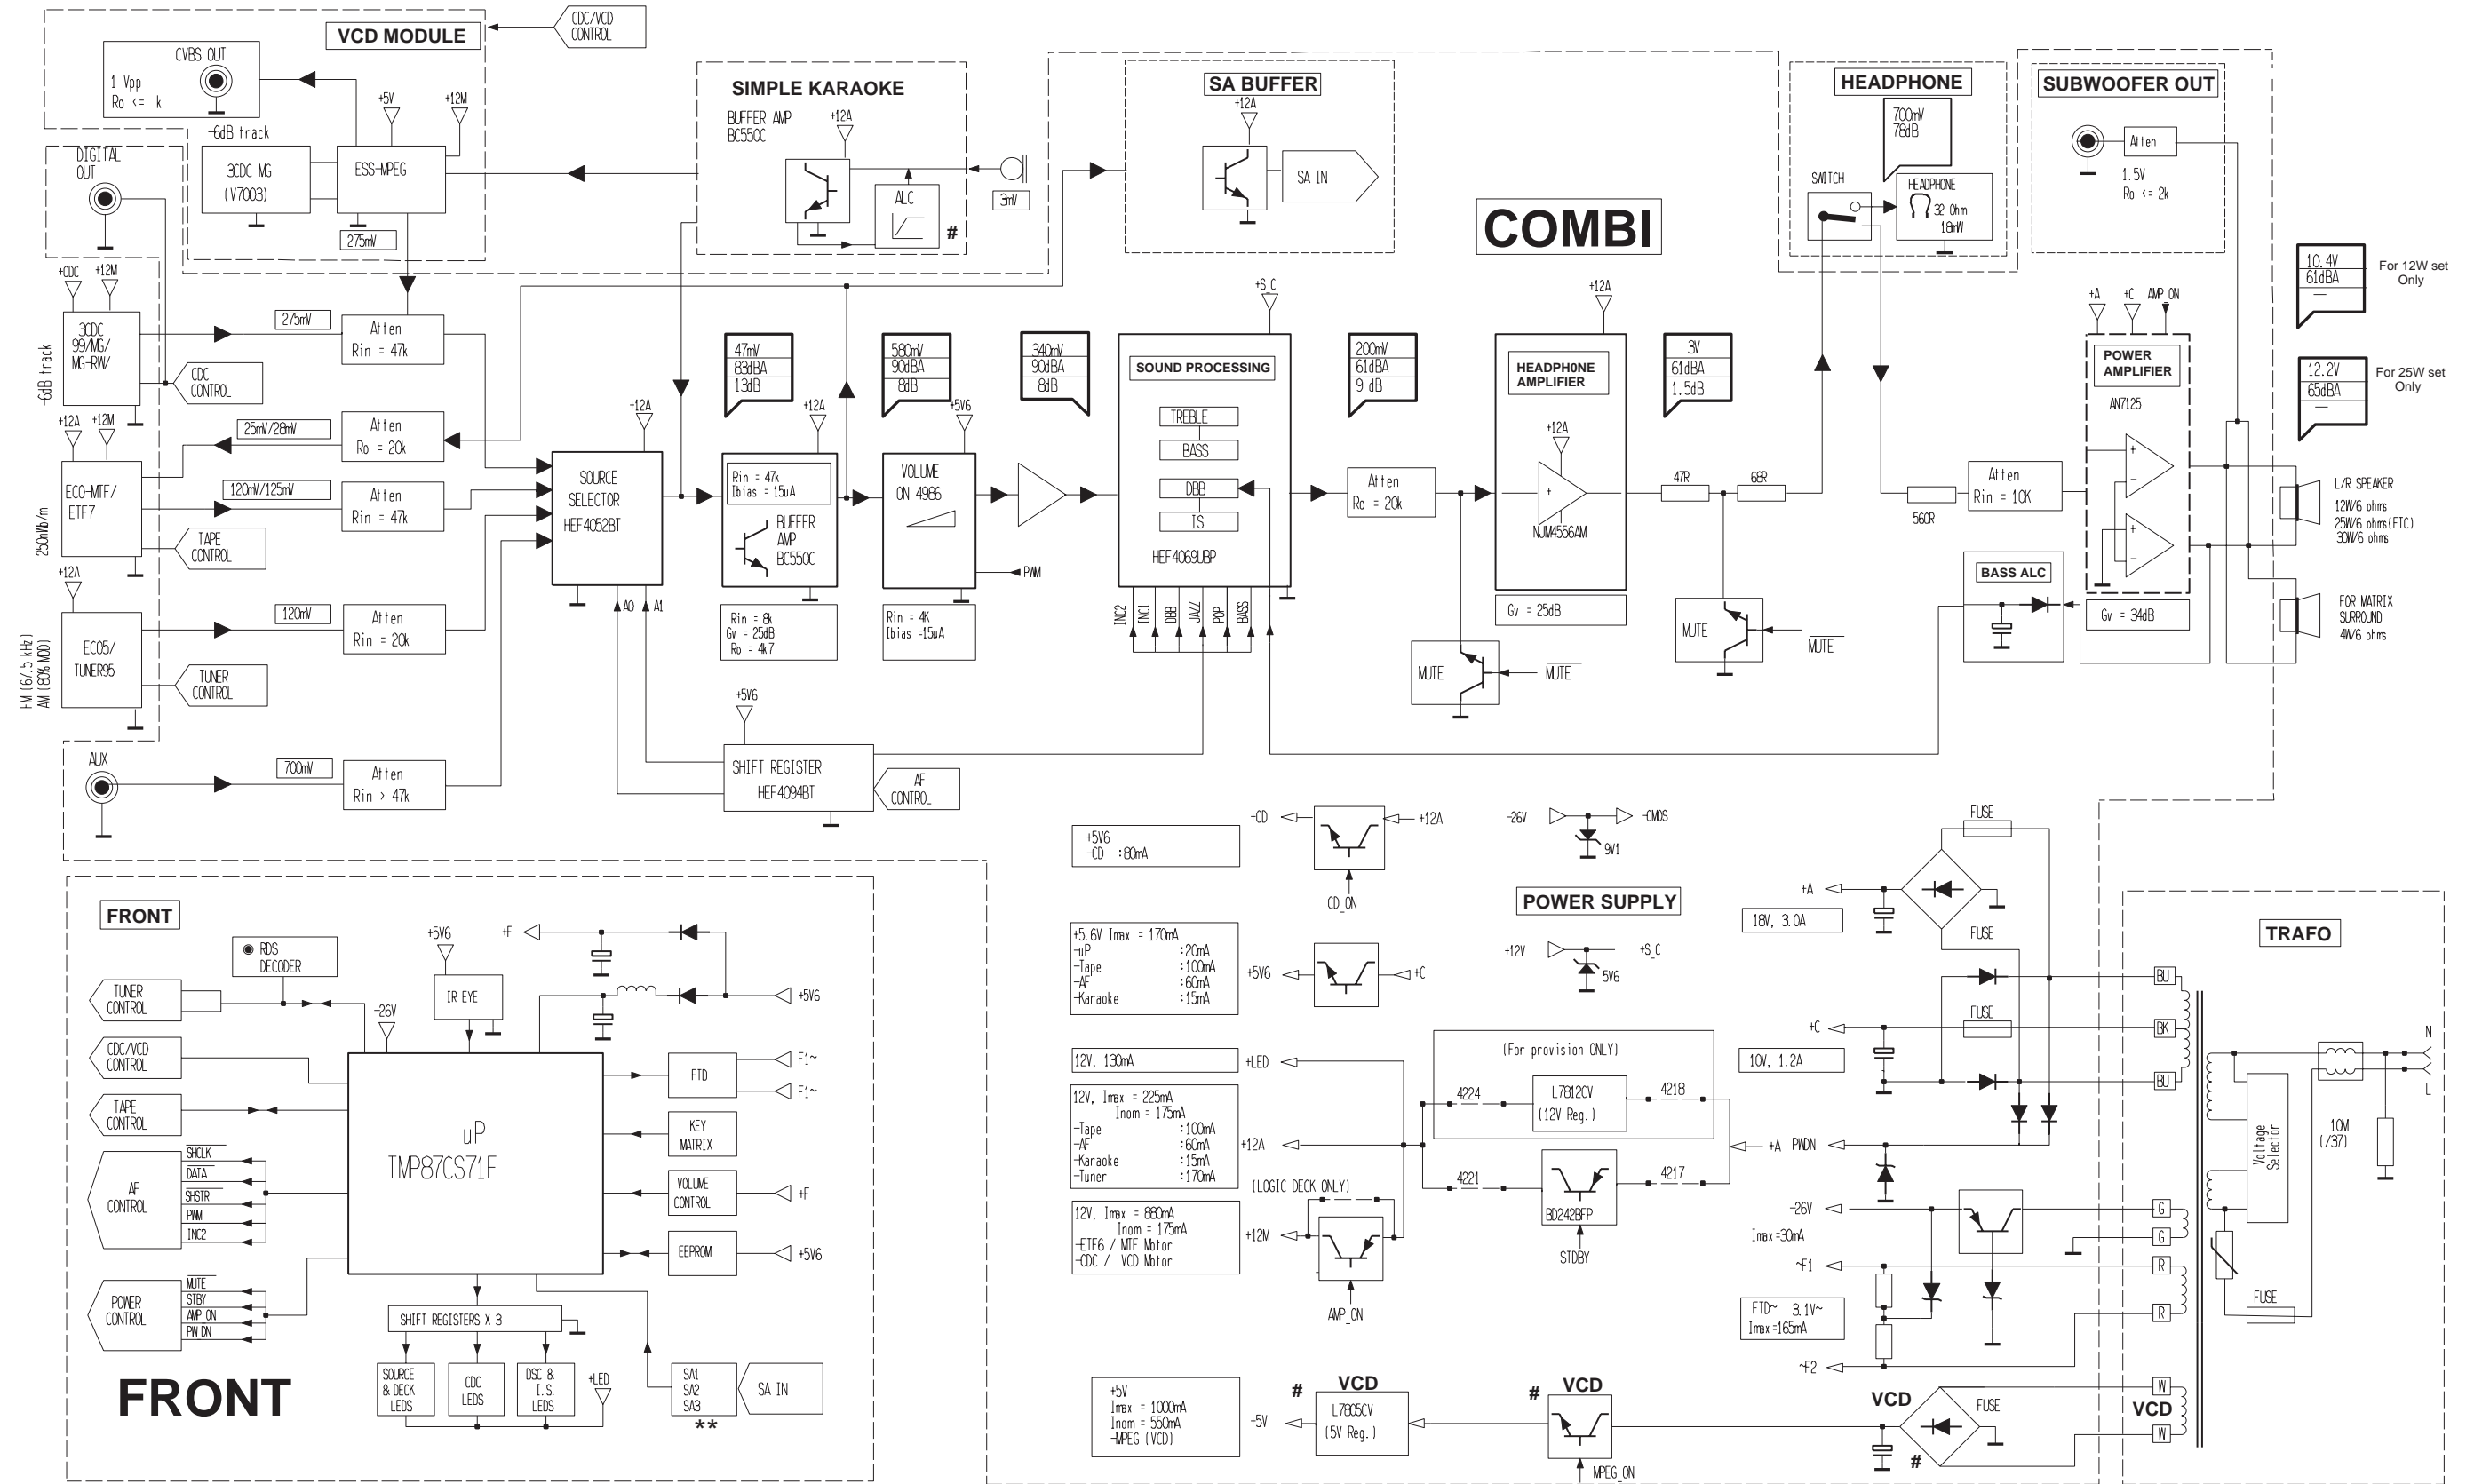 VCD MODULE
CDC/VCD
CONTROL
CVBS OUT
1 Vpp
Ro <= k
+5V
+12M
-6dB track
DIGITAL
OUT
3CDC MG
(V7003)
ESS-MPEG
275mV
SIMPLE KARAOKE
BUFFER AMP
BC550C
+12A
ALC
#
3mV
SA BUFFER
+12A
SA IN
COMBI
HEADPHONE
700mV
78dB
SWITCH
HEADPHONE
32 Ohm
18mW
SUBWOOFER OUT
Atten
1.5V
Ro <= 2k
10.4V
61dBA
—
For 12W set
Only
12.2V
65dBA
—
For 25W set
Only
+CDC
+12M
3CDC
99/MG/
MG-RW/
-6dB track
CDC
CONTROL
275mV
Atten
Rin = 47k
+12A
+12M
25mV/28mV
Atten
Ro = 20k
ECO-MTF/
ETF7
250nWb/m
120mV/125mV
Atten
Rin = 47k
TAPE
CONTROL
+12A
ECO5/
TUNER95
AM (80% MOD)
120mV
Atten
Rin = 20k
TUNER
CONTROL
AUX
700mV
Atten
Rin > 47k
+12A
SOURCE
SELECTOR
HEF4052BT
A0
A1
47mV
83dBA
13dB
+12A
Rin = 47k
Ibias = 15uA
BUFFER
AMP
BC550C
Rin = 8k
Gv = 25dB
Ro = 4k7
580mV
90dBA
8dB
+5V6
VOLUME
ON 4986
PWM
Rin = 4K
Ibias =15uA
340mV
90dBA
8dB
+S_C
SOUND PROCESSING
TREBLE
BASS
DBB
IS
HEF4069UBP
INC2
INC1
DBB
JAZZ
POP
BASS
200mV
61dBA
9 dB
Atten
Ro = 20k
+12A
HEADPHONE
AMPLIFIER
+12A
+
NJM4556AM
Gv = 25dB
3V
61dBA
1.5dB
47R
68R
MUTE
MUTE
MUTE
MUTE
560R
Atten
Rin = 10K
+A
+C
AMP_ON
POWER
AMPLIFIER
AN7125
+
-
+
-
Gv = 34dB
BASS ALC
L/R SPEAKER
12W/6 ohms
25W/6 ohms(FTC)
30W/6 ohms
FOR MATRIX
SURROUND
4W/6 ohms
+5V6
SHIFT REGISTER
HEF4094BT
AF
CONTROL
+5V6
-CD :80mA
+CD
+12A
CD_ON
-26V
-CMOS
9V1
POWER SUPPLY
+12V
+S_C
5V6
+5.6V Imax = 170mA
-uP :20mA
-Tape :100mA
-AF :60mA
-Karaoke :15mA
+5V6
+C
12V, 130mA
+LED
12V, Imax = 225mA
Inom = 175mA
-Tape :100mA
-AF :60mA
-Karaoke :15mA
-Tuner :170mA
+12A
(For provision ONLY)
4224
L7812CV
(12V Reg.)
4218
4221
BD242BFP
4217
STDBY
+A
(LOGIC DECK ONLY)
12V, Imax = 880mA
Inom = 175mA
-ETF6 / MTF Motor
-CDC / VCD Motor
+12M
AMP_ON
+5V
Imax = 1000mA
Inom = 550mA
-MPEG (VCD)
+5V
#
VCD
L7805CV
(5V Reg.)
#
VCD
MPEG_ON
VCD
#
FUSE
FUSE
+A
18V, 3.0A
FUSE
FUSE
+C
10V, 1.2A
PWDN
-26V
Imax =30mA
~F1
FTD~ 3.1V~
Imax =165mA
~F2
TRAFO
BU
BK
BU
G
G
R
R
W
VCD
W
Voltage
Selector
FUSE
10M
(/37)
N
L
FRONT
RDS
DECODER
TUNER
CONTROL
CDC/VCD
CONTROL
TAPE
CONTROL
AF
CONTROL
SHCLK
DATA
SHSTR
PWM
INC2
POWER
CONTROL
MUTE
STBY
AMP_ON
PW_DN
-26V
+5V6
IR EYE
+F
+5V6
uP
TMP87CS71F
FTD
F1~
F1~
KEY
MATRIX
VOLUME
CONTROL
+F
EEPROM
+5V6
SHIFT REGISTERS X 3
SOURCE
& DECK
LEDS
CDC
LEDS
DSC &
I.S.
LEDS
+LED
SA1
SA2
SA3
**
SA IN
FRONT